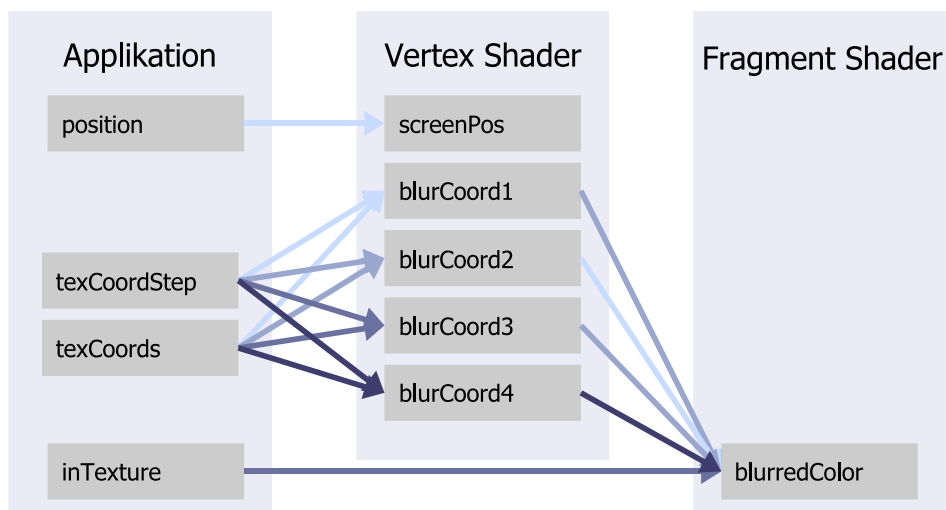 Applikation
position
texCoordStep
texCoords
inTexture
Vertex Shader
screenPos
blurCoord1
blurCoord2
blurCoord3
blurCoord4
Fragment Shader
blurredColor